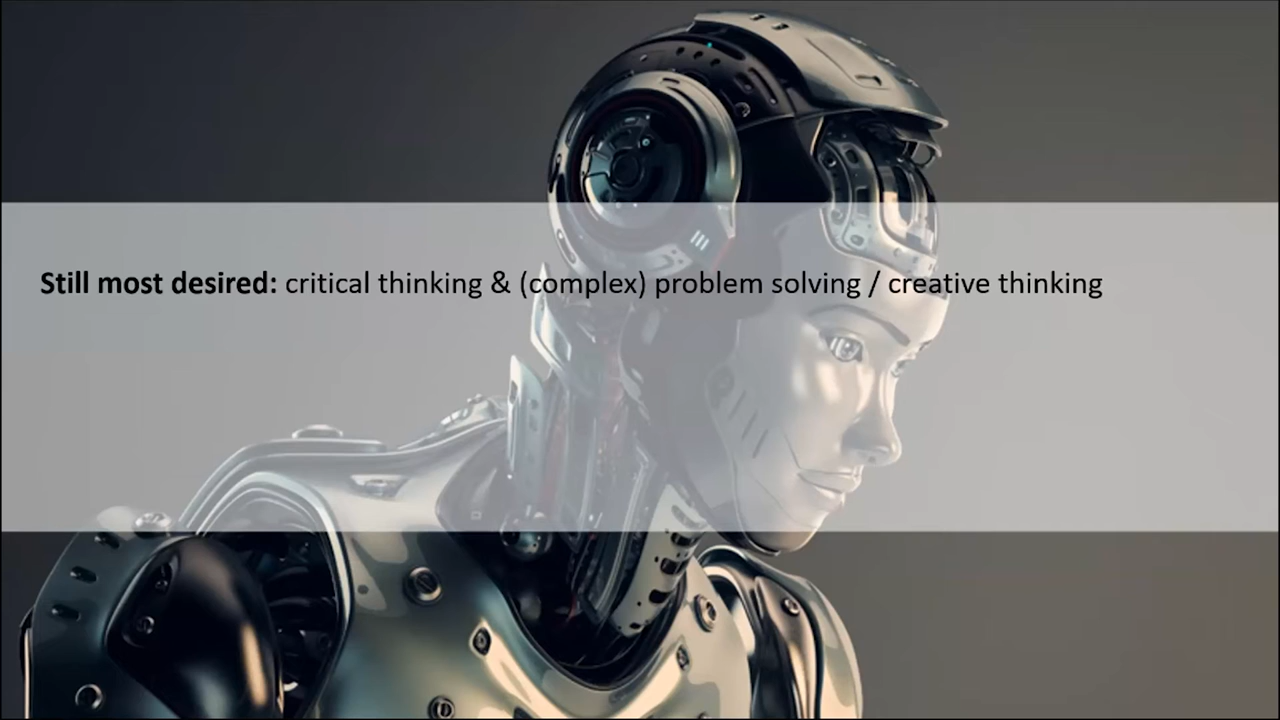 Still most desired: critical thinking & (complex) problem solving / creative thinking